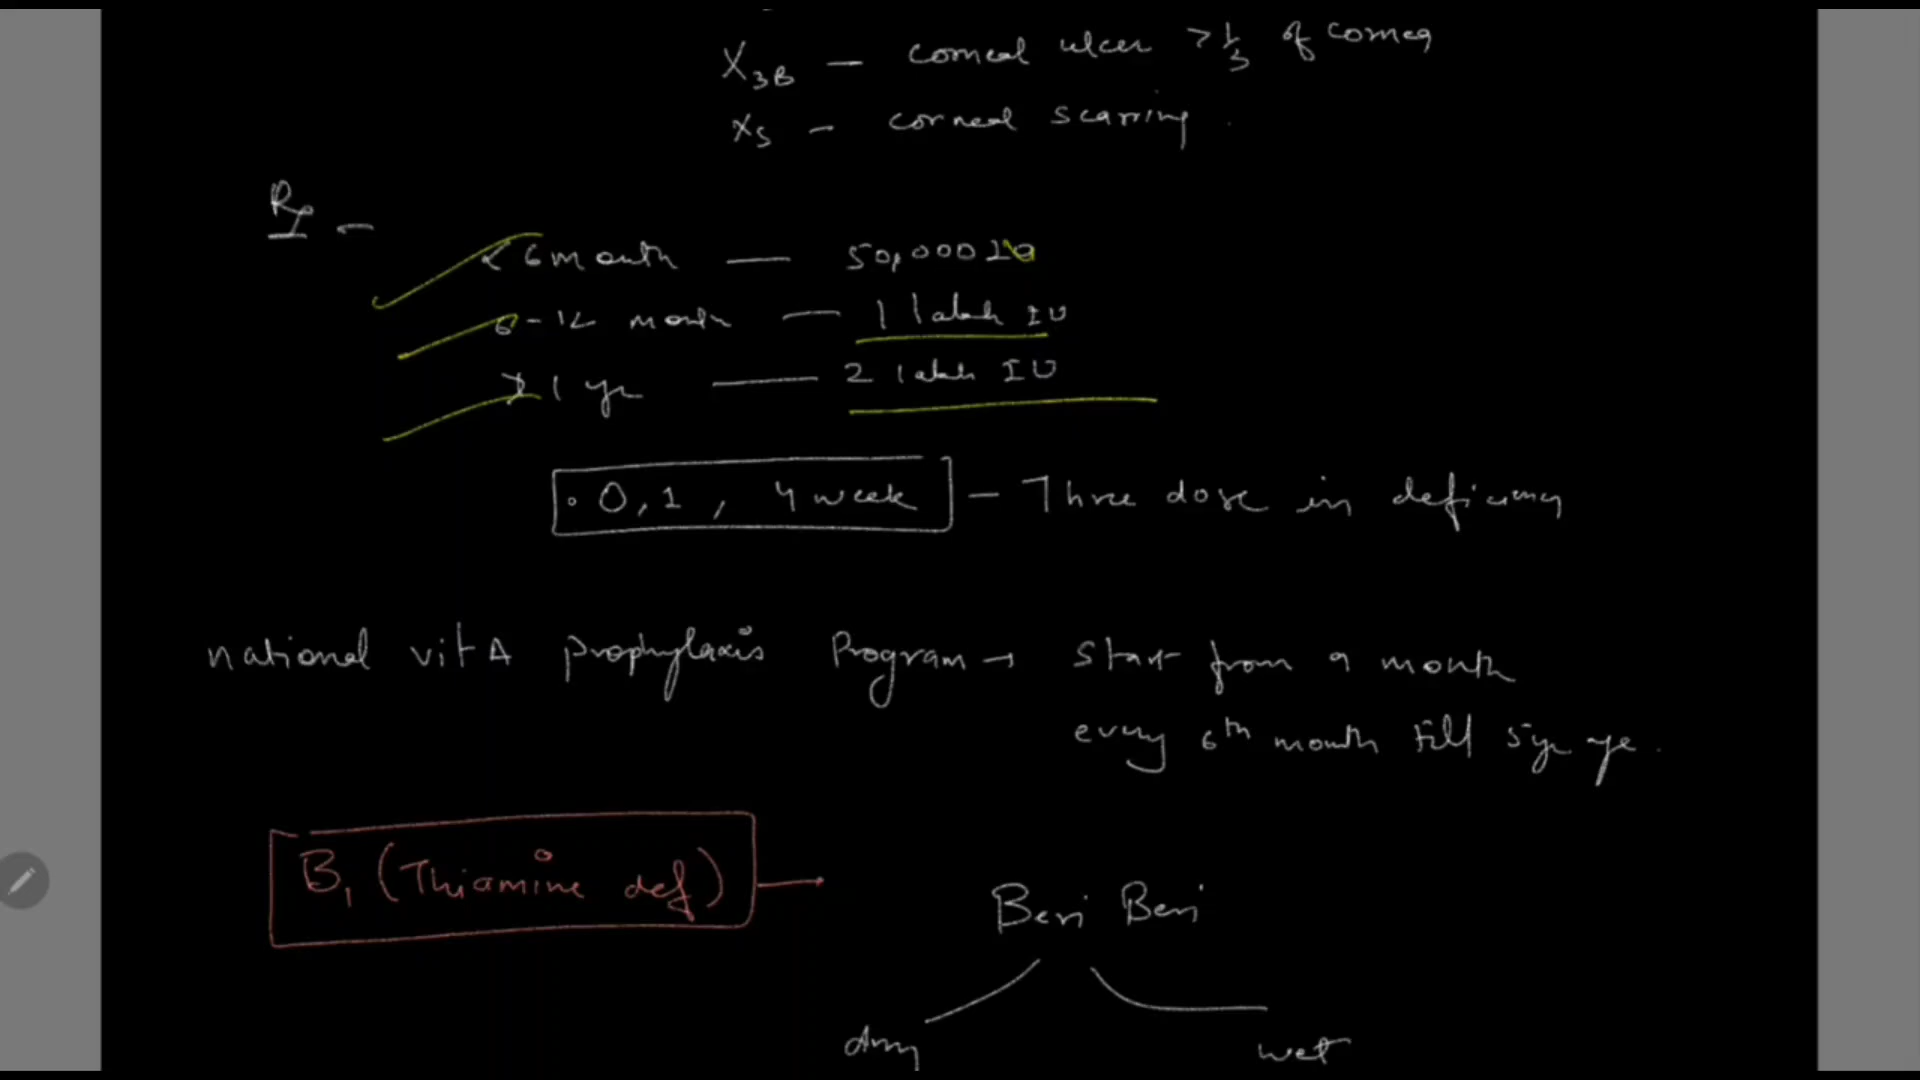 X3B — corneal ulcer > 1/3 of cornea
XS — corneal scarring.
Rx —
< 6 month — 50,000 IU
6-12 month — 1 lakh IU
> 1 yr — 2 lakh IU
. 0, 1, 4 week — Three dose in deficiency
national vit A prophylaxis Program → start from 9 month
every 6th month till 5yr age.
B1 (Thiamine def) →
Beri Beri
dry wet